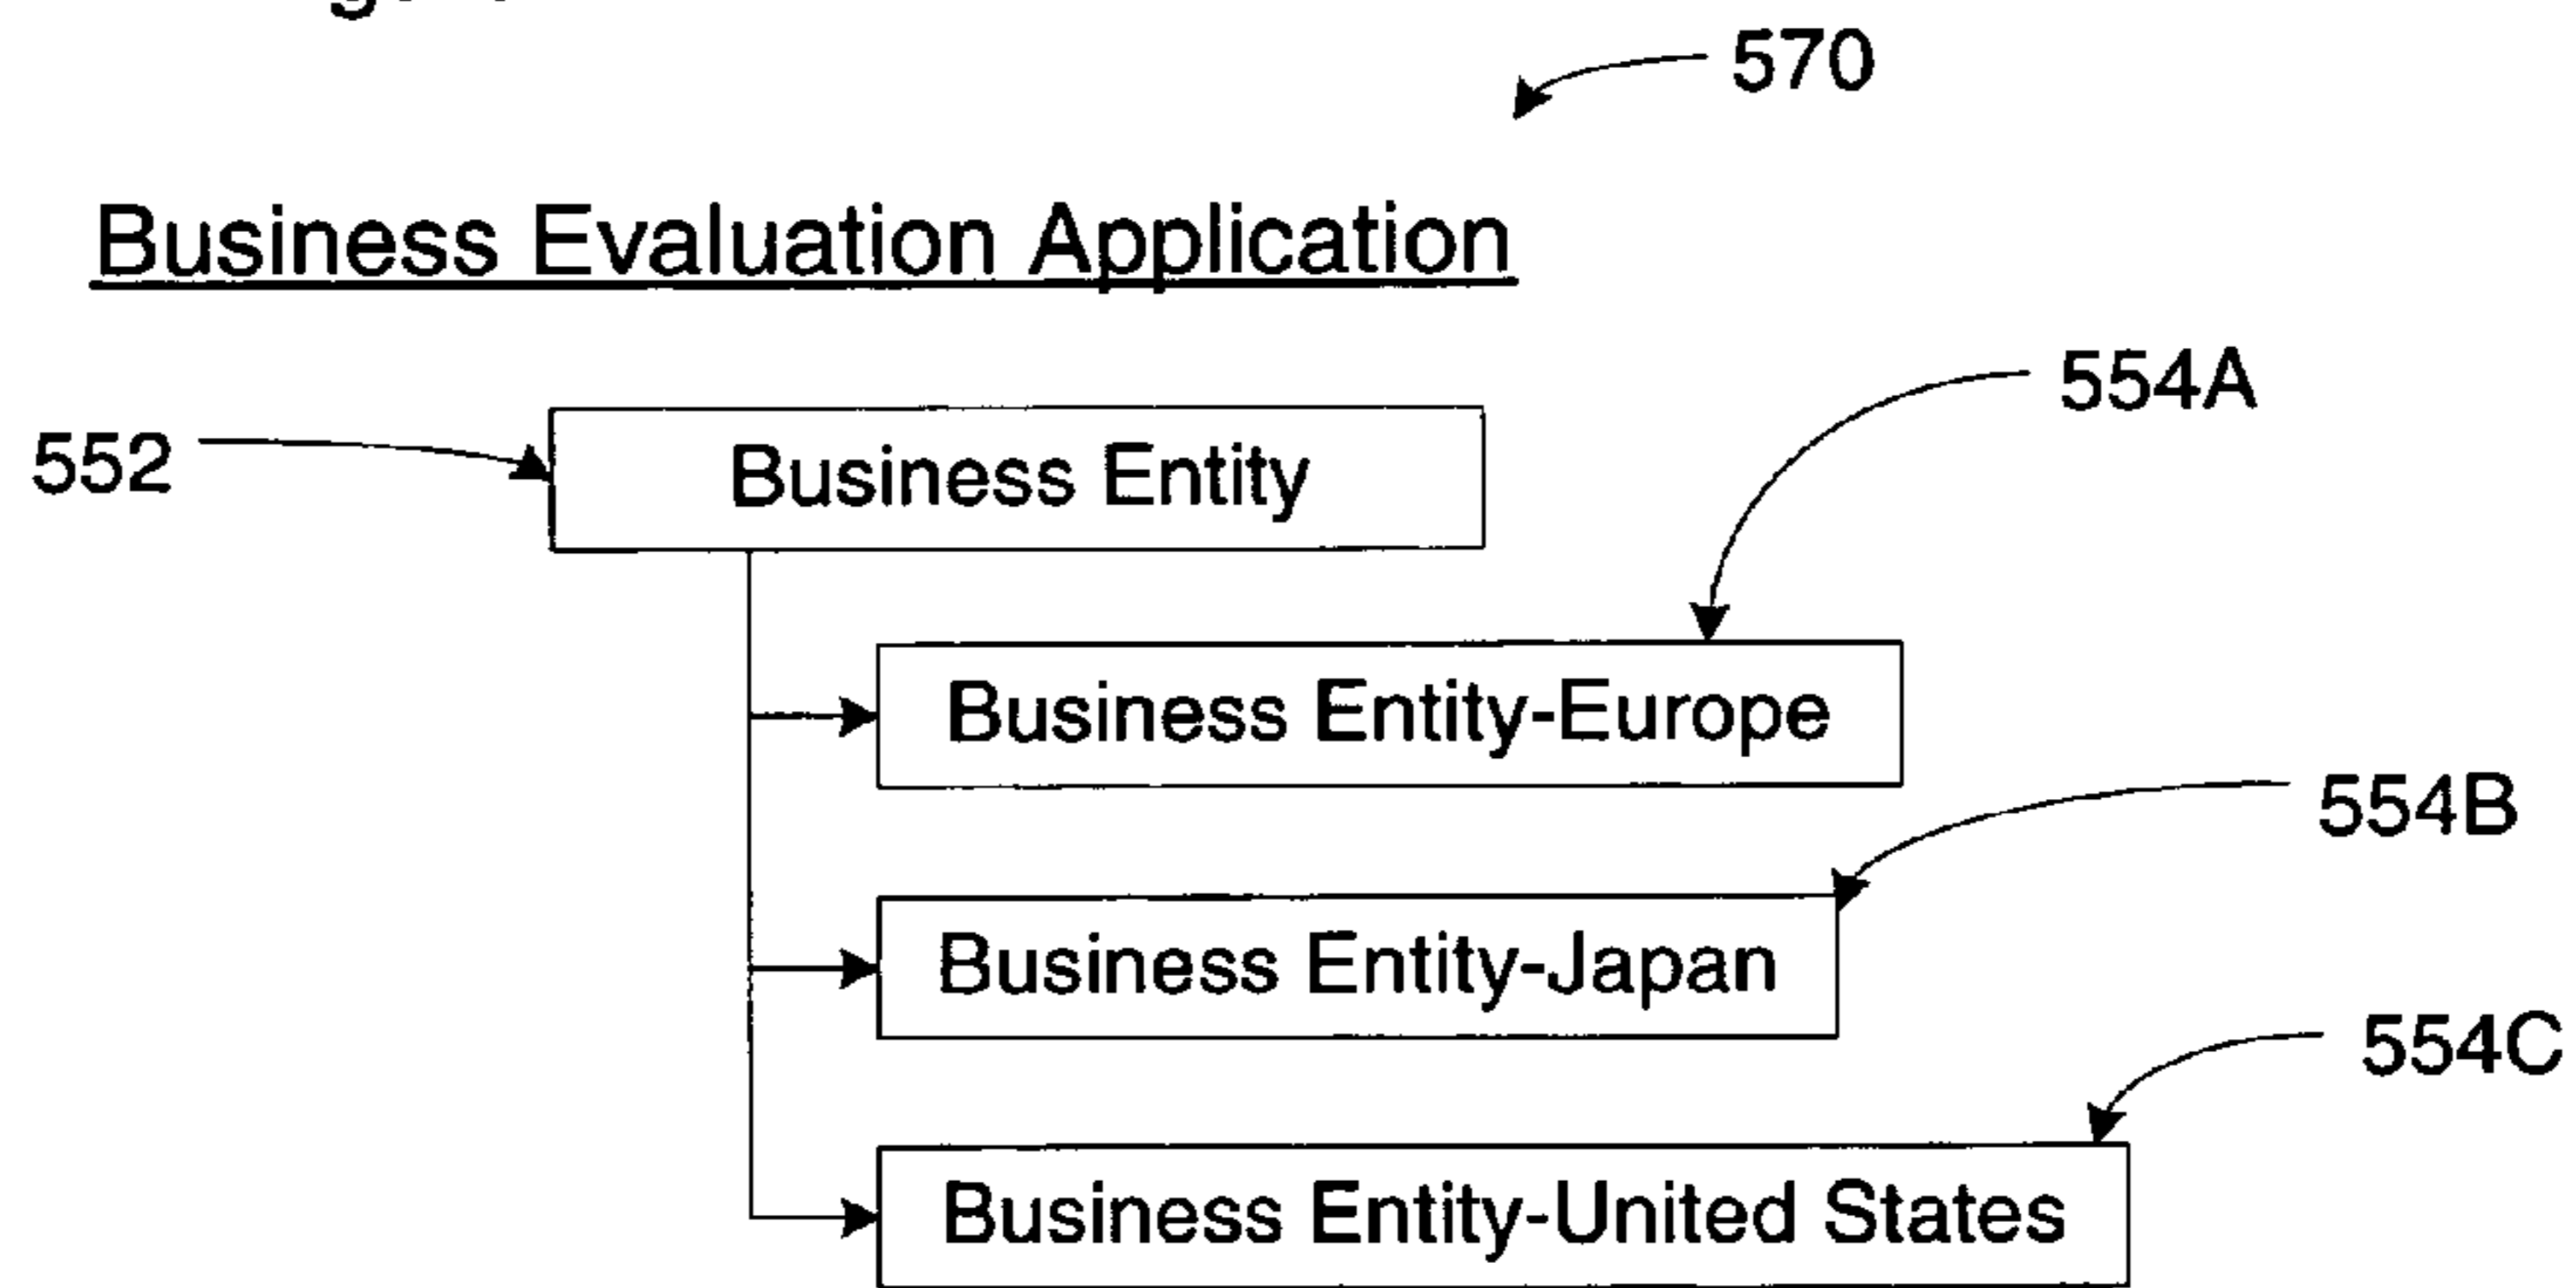 570
Business Evaluation Application
554A
552 Business Entity
Business Entity-Europe
554B
Business Entity-Japan
554C
Business Entity-United States